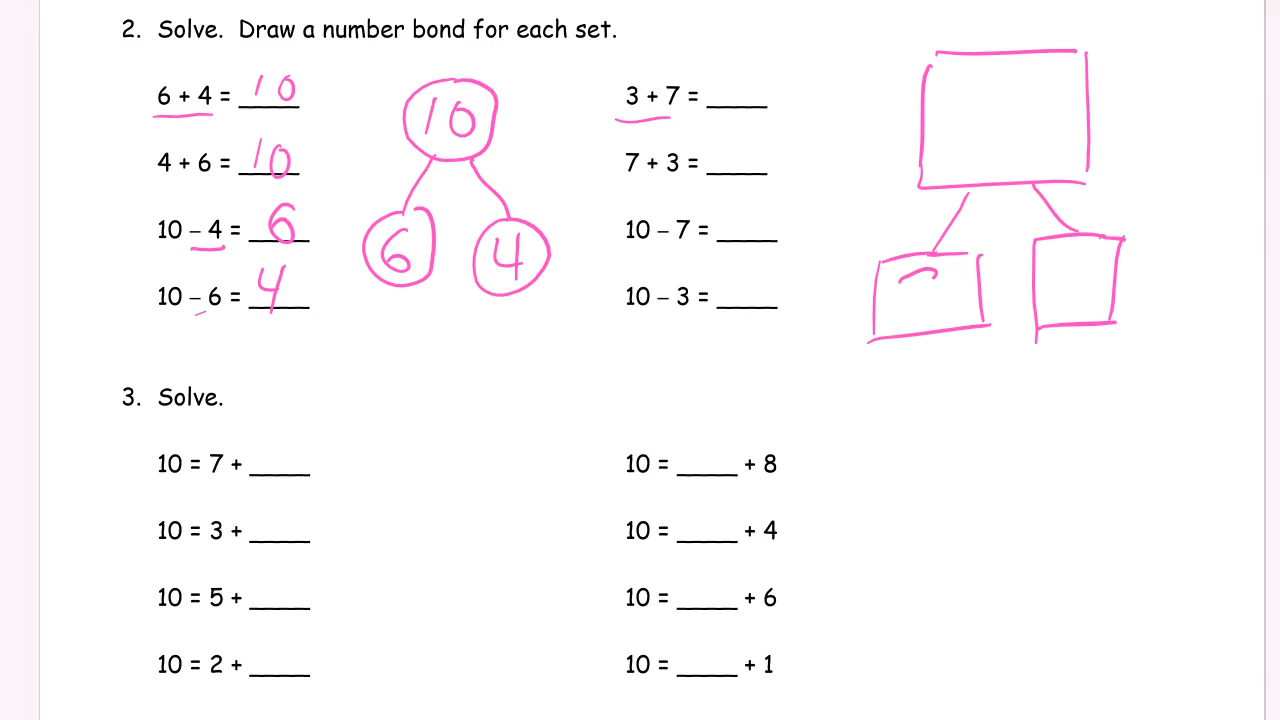 2. Solve. Draw a number bond for each set.
6 + 4 = 10
4 + 6 = 10
10 – 4 = 6
10 – 6 = 4
10
6 4
3 + 7 = _____
7 + 3 = _____
10 – 7 = _____
10 – 3 = _____
3. Solve.
10 = 7 + _____
10 = 3 + _____
10 = 5 + _____
10 = 2 + _____
10 = _____ + 8
10 = _____ + 4
10 = _____ + 6
10 = _____ + 1